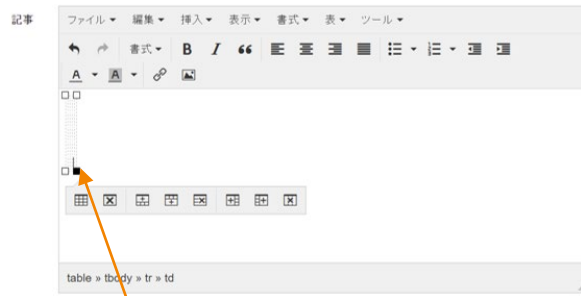 記事
ファイル 編集 挿入 表示 書式 表 ツール
書式 B I “
A A
table » tbody » tr » td